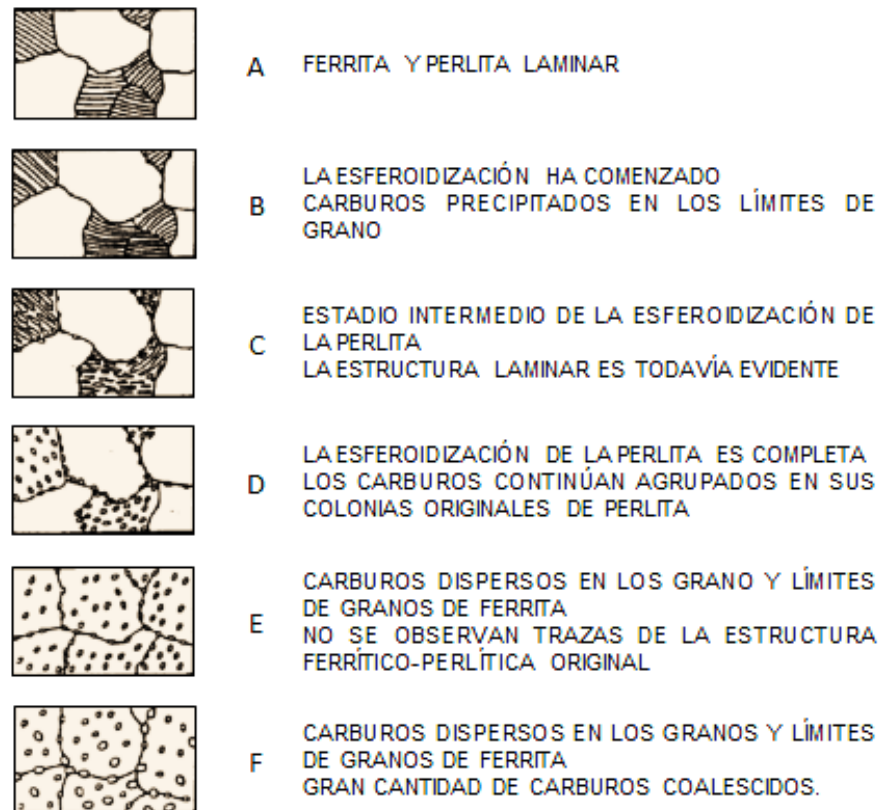 A FERRITA Y PERLITA LAMINAR
LA ESFEROIDIZACIÓN HA COMENZADO
B CARBUROS PRECIPITADOS EN LOS LÍMITES DE
GRANO
ESTADIO INTERMEDIO DE LA ESFEROIDIZACIÓN DE
C LA PERLITA
LA ESTRUCTURA LAMINAR ES TODAVÍA EVIDENTE
LA ESFEROIDIZACIÓN DE LA PERLITA ES COMPLETA
D LOS CARBUROS CONTINÚAN AGRUPADOS EN SUS
COLONIAS ORIGINALES DE PERLITA
CARBUROS DISPERSOS EN LOS GRANO Y LÍMITES
DE GRANOS DE FERRITA
E NO SE OBSERVAN TRAZAS DE LA ESTRUCTURA
FERRÍTICO-PERLÍTICA ORIGINAL
CARBUROS DISPERSOS EN LOS GRANOS Y LÍMITES
F DE GRANOS DE FERRITA
GRAN CANTIDAD DE CARBUROS COALESCIDOS.